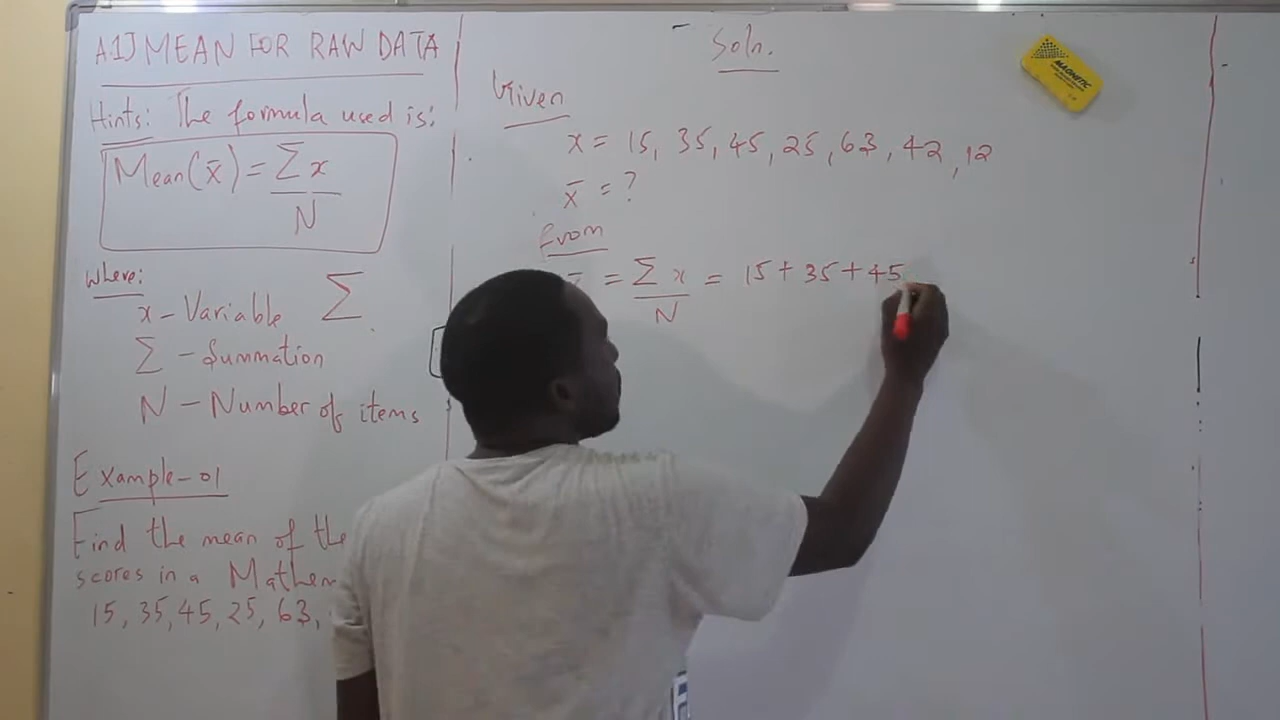 A1] MEAN FOR RAW DATA
Hints: The formula used is:
Mean(x̄) = Σx
N
where:
x - Variable Σ
Σ - Summation
N - Number of items
Example-01
Find the mean of the
scores in a Mathem
15, 35, 45, 25, 63,
Soln.
Given
x = 15, 35, 45, 25, 63, 42, 12
x̄ = ?
From
= Σx = 15 + 35 + 45
N
MAGNETIC